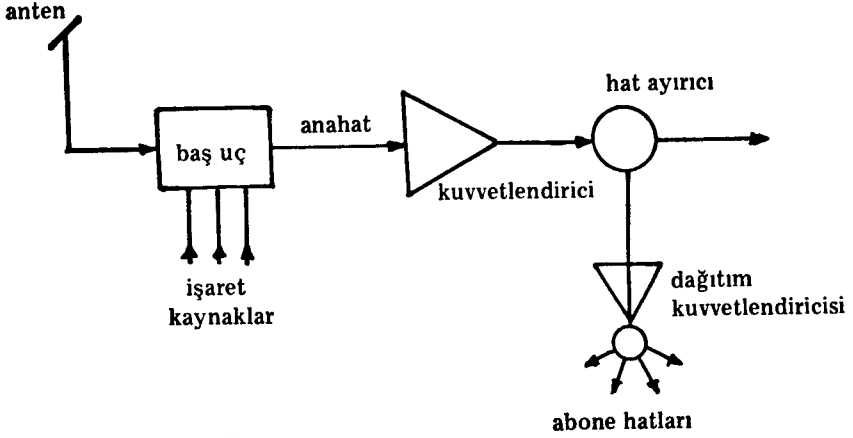 anten
hat ayırıcı
anahat
baş uç
kuvvetlendirici
işaret
kaynaklar
dağıtım
kuvvetlendiricisi
abone hatları